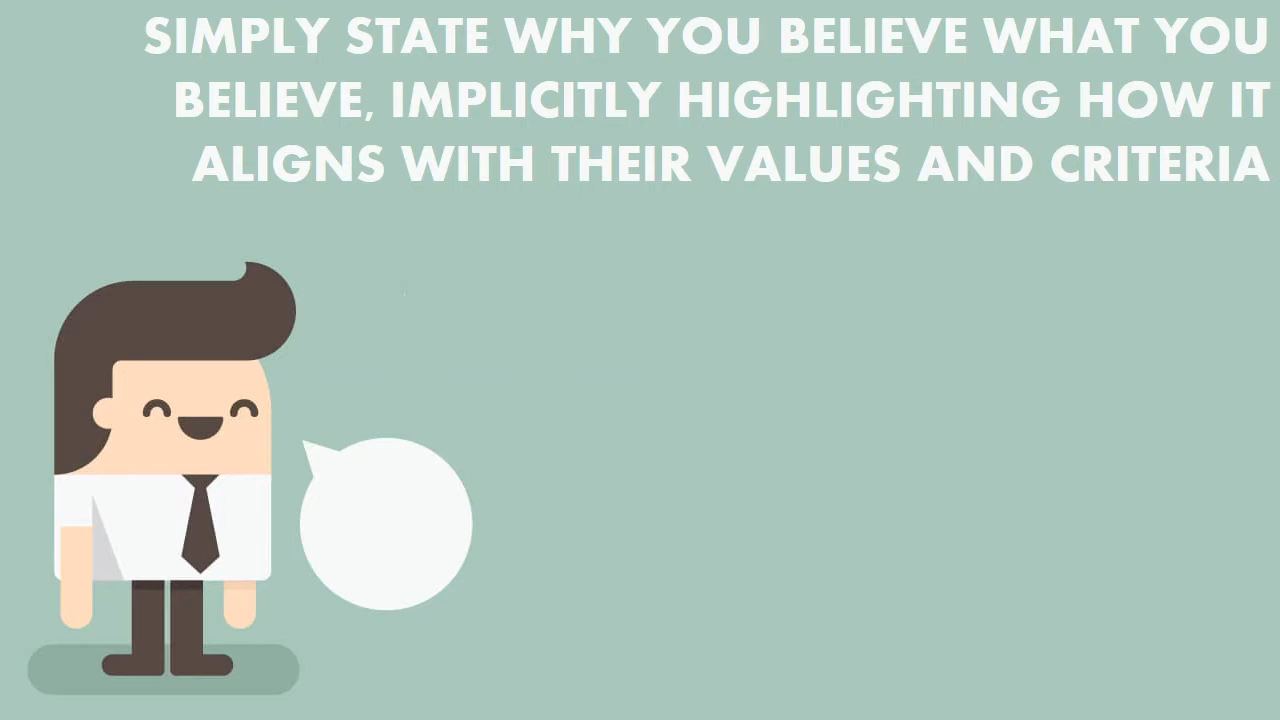 SIMPLY STATE WHY YOU BELIEVE WHAT YOU
BELIEVE, IMPLICITLY HIGHLIGHTING HOW IT
ALIGNS WITH THEIR VALUES AND CRITERIA